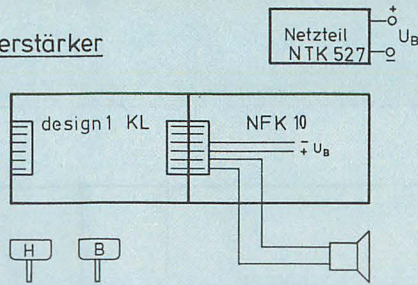 erstärker
Netzteil
NTK 527
+
−
U_B
design 1 KL
NFK 10
−
+ U_B
H
B